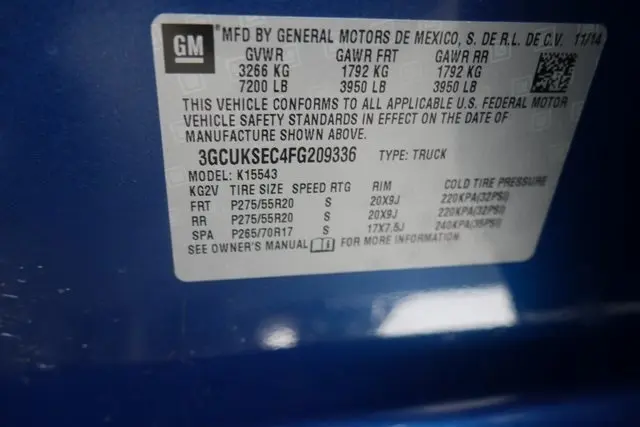 GM
MFD BY GENERAL MOTORS DE MEXICO, S. DE R.L. DE C.V. 11/14
GVWR GAWR FRT GAWR RR
3266 KG 1792 KG 1792 KG
7200 LB 3950 LB 3950 LB
THIS VEHICLE CONFORMS TO ALL APPLICABLE U.S. FEDERAL MOTOR
VEHICLE SAFETY STANDARDS IN EFFECT ON THE DATE OF
MANUFACTURE SHOWN ABOVE.
3GCUKSEC4FG209336 TYPE: TRUCK
MODEL: K15543
KG2V TIRE SIZE SPEED RTG RIM COLD TIRE PRESSURE
FRT P275/55R20 S 20X9J 220KPA(32PSI)
RR P275/55R20 S 20X9J 220KPA(32PSI)
SPA P265/70R17 S 17X7.5J 240KPA(35PSI)
SEE OWNER'S MANUAL FOR MORE INFORMATION